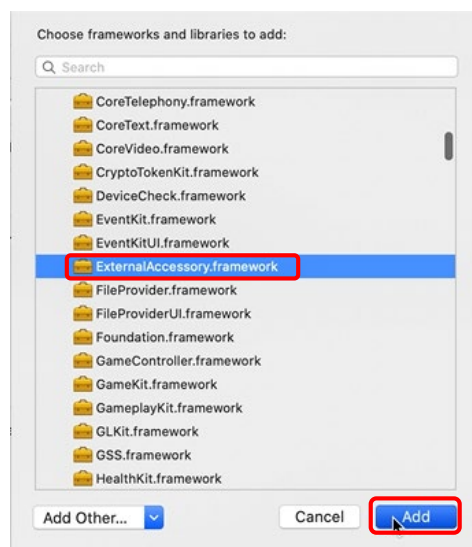 Choose frameworks and libraries to add:
Search
CoreTelephony.framework
CoreText.framework
CoreVideo.framework
CryptoTokenKit.framework
DeviceCheck.framework
EventKit.framework
EventKitUI.framework
ExternalAccessory.framework
FileProvider.framework
FileProviderUI.framework
Foundation.framework
GameController.framework
GameKit.framework
GameplayKit.framework
GLKit.framework
GSS.framework
HealthKit.framework
Add Other... Cancel Add